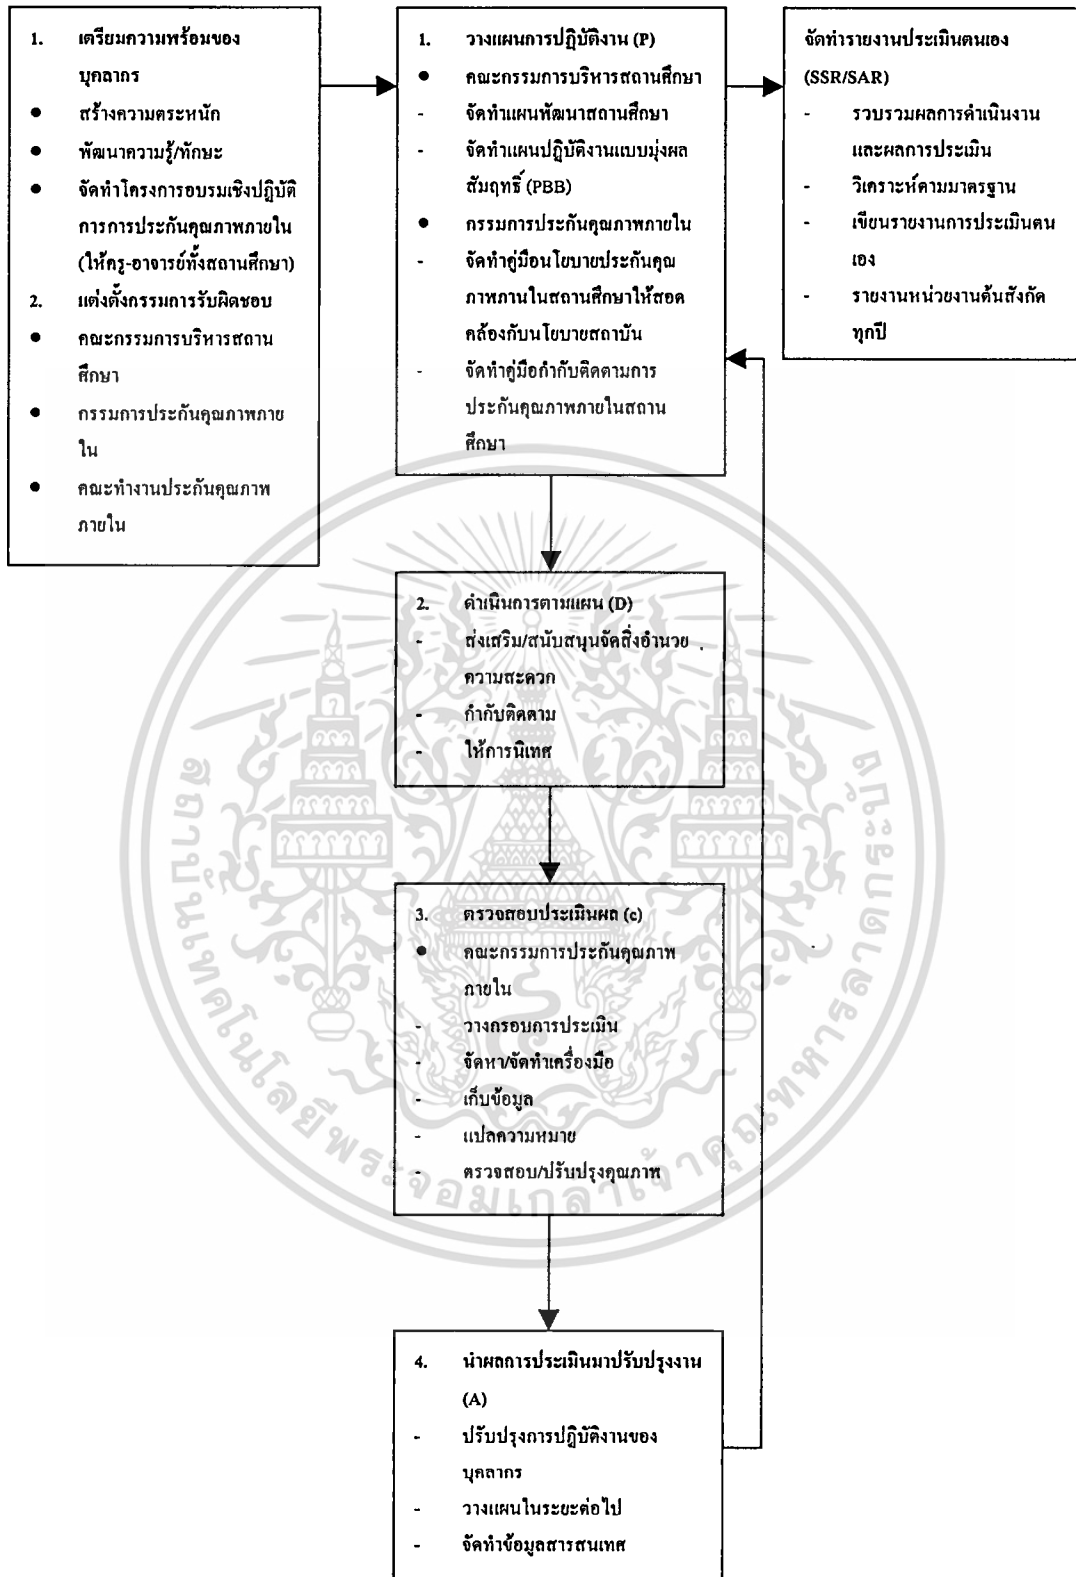 1. เตรียมความพร้อมของ
บุคลากร
● สร้างความตระหนัก
● พัฒนาความรู้/ทักษะ
● จัดทำโครงการอบรมเชิงปฏิบัติ
การการประกันคุณภาพภายใน
(ให้ครู-อาจารย์ทั้งสถานศึกษา)
2. แต่งตั้งกรรมการรับผิดชอบ
● คณะกรรมการบริหารสถาน
ศึกษา
● กรรมการประกันคุณภาพภาย
ใน
● คณะทำงานประกันคุณภาพ
ภายใน
1. วางแผนการปฏิบัติงาน (P)
● คณะกรรมการบริหารสถานศึกษา
- จัดทำแผนพัฒนาสถานศึกษา
- จัดทำแผนปฏิบัติงานแบบมุ่งผล
สัมฤทธิ์ (PBB)
● กรรมการประกันคุณภาพภายใน
- จัดทำคู่มือนโยบายประกันคุณ
ภาพภานในสถานศึกษาให้สอด
คล้องกับนโยบายสถาบัน
- จัดทำคู่มือกำกับติดตามการ
ประกันคุณภาพภายในสถาน
ศึกษา
จัดทำรายงานประเมินตนเอง
(SSR/SAR)
- รวบรวมผลการดำเนินงาน
และผลการประเมิน
- วิเคราะห์ตามมาตรฐาน
- เขียนรายงานการประเมินตน
เอง
- รายงานหน่วยงานต้นสังกัด
ทุกปี
2. ดำเนินการตามแผน (D)
- ส่งเสริม/สนับสนุนจัดสิ่งอำนวย
ความสะดวก
- กำกับติดตาม
- ให้การนิเทศ
3. ตรวจสอบประเมินผล (c)
● คณะกรรมการประกันคุณภาพ
ภายใน
- วางกรอบการประเมิน
- จัดหา/จัดทำเครื่องมือ
- เก็บข้อมูล
- แปลความหมาย
- ตรวจสอบ/ปรับปรุงคุณภาพ
4. นำผลการประเมินมาปรับปรุงงาน
(A)
- ปรับปรุงการปฏิบัติงานของ
บุคลากร
- วางแผนในระยะต่อไป
- จัดทำข้อมูลสารสนเทศ
สถาบันเทคโนโลยีพระจอมเกล้าเจ้าคุณทหารลาดกระบัง